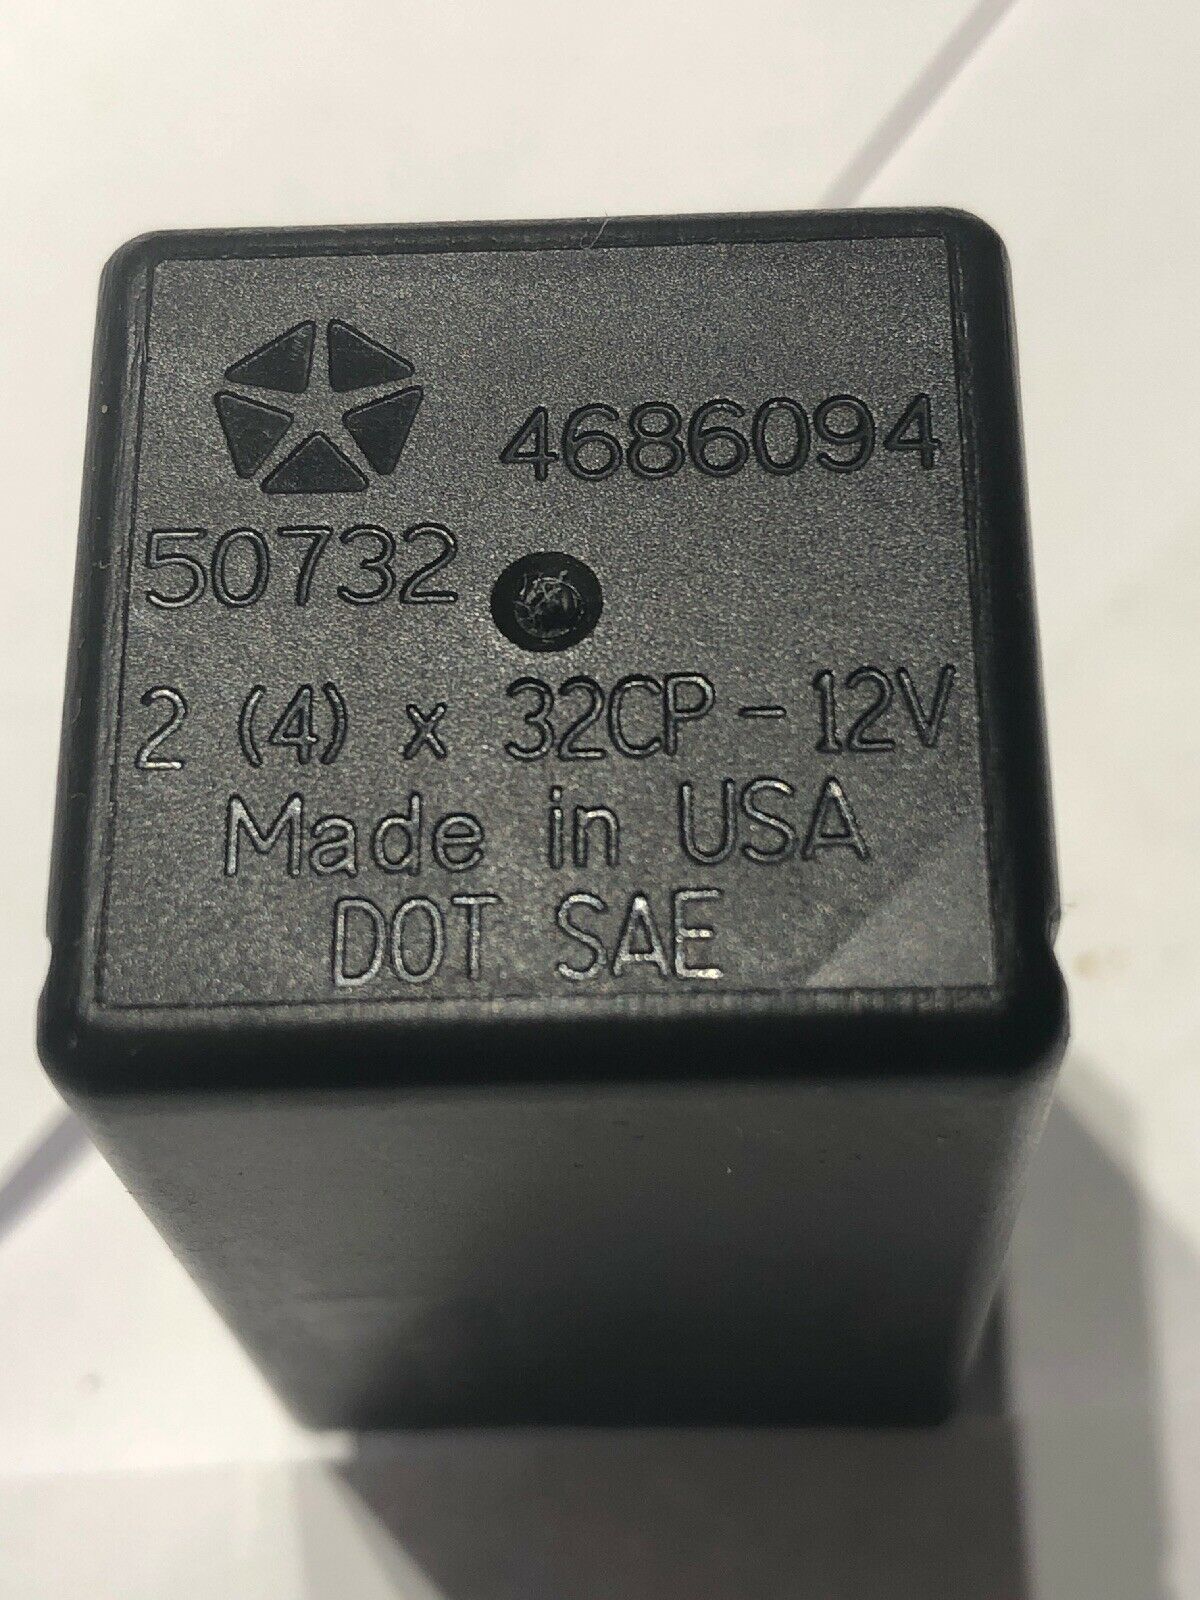 4686094
50732
2 (4) x 32CP - 12V
Made in USA
DOT SAE